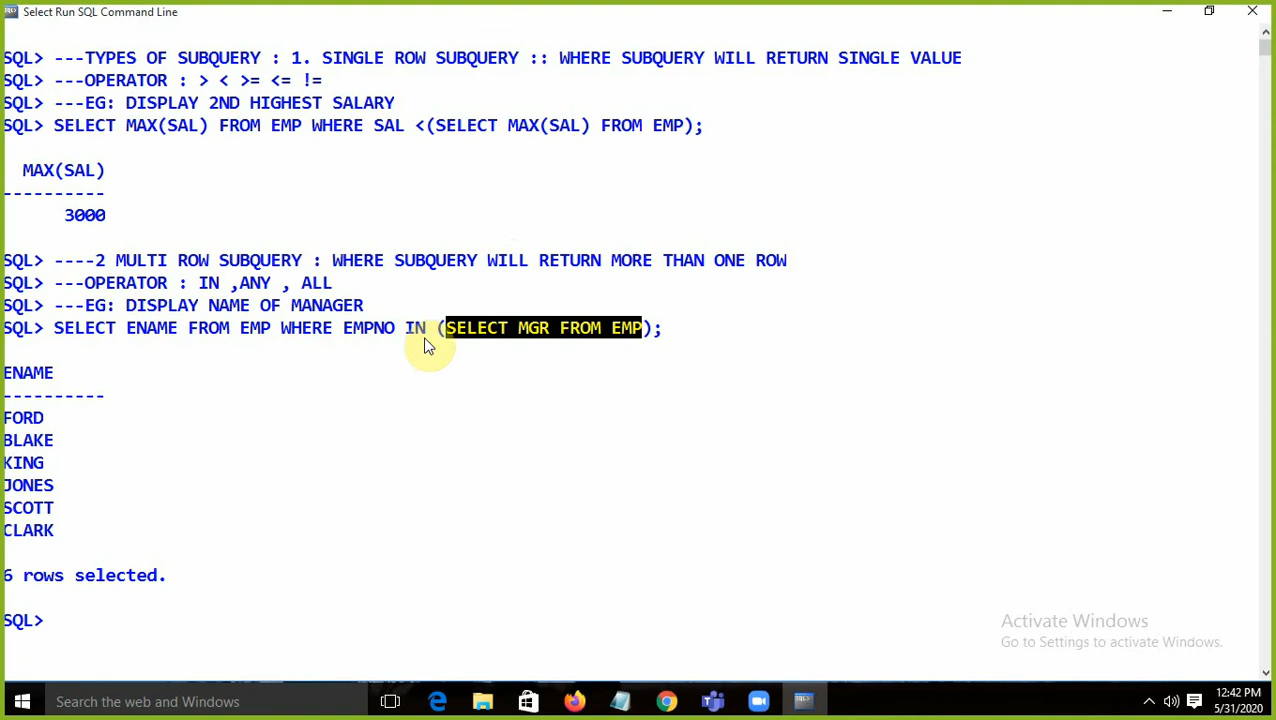 Select Run SQL Command Line
SQL> ---TYPES OF SUBQUERY : 1. SINGLE ROW SUBQUERY :: WHERE SUBQUERY WILL RETURN SINGLE VALUE
SQL> ---OPERATOR : > < >= <= !=
SQL> ---EG: DISPLAY 2ND HIGHEST SALARY
SQL> SELECT MAX(SAL) FROM EMP WHERE SAL <(SELECT MAX(SAL) FROM EMP);
MAX(SAL)
----------
3000
SQL> ----2 MULTI ROW SUBQUERY : WHERE SUBQUERY WILL RETURN MORE THAN ONE ROW
SQL> ---OPERATOR : IN ,ANY , ALL
SQL> ---EG: DISPLAY NAME OF MANAGER
SQL> SELECT ENAME FROM EMP WHERE EMPNO IN (SELECT MGR FROM EMP);
ENAME
----------
FORD
BLAKE
KING
JONES
SCOTT
CLARK
6 rows selected.
SQL>
Activate Windows
Go to Settings to activate Windows.
Search the web and Windows
12:42 PM
5/31/2020